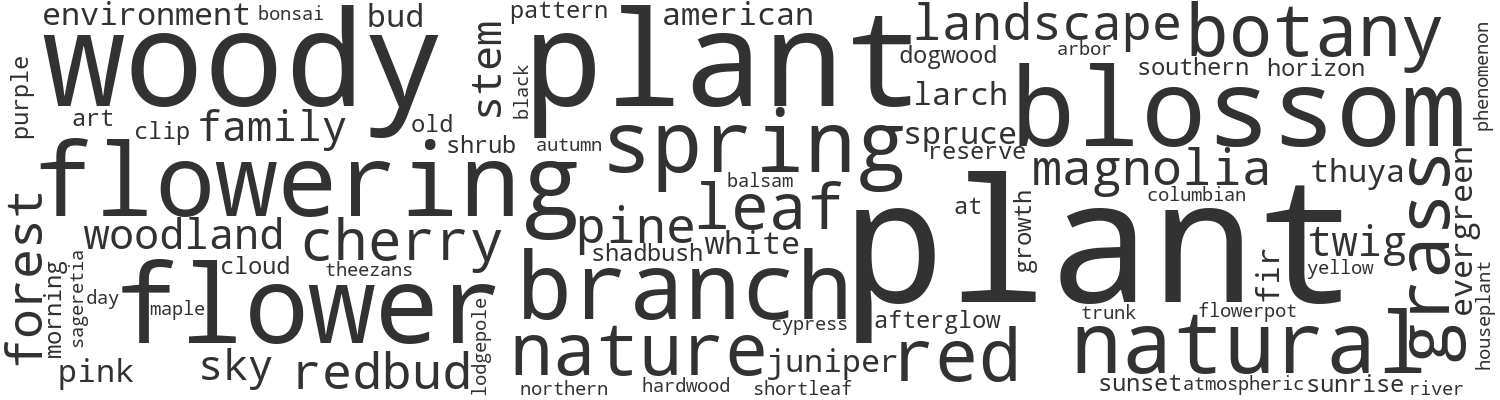 environment
bonsai
bud
pattern
american
landscape
botany
woody
plant
stem
black
purple
dogwood
arbor
southern
horizon
phenomenon
art
clip
family
old
shrub
autumn
spring
larch
spruce
reserve
blossom
magnolia
thuya
flowering
balsam
leaf
at
growth
columbian
plant
grass
evergreen
forest
woodland
cherry
pine
shadbush
white
twig
yellow
fir
morning
sageretia
day
cloud
theezans
maple
flower
branch
cypress
afterglow
trunk
flowerpot
houseplant
pink
sky
redbud
lodgepole
nature
juniper
red
natural
northern
hardwood
shortleaf
sunset
atmospheric
sunrise
river